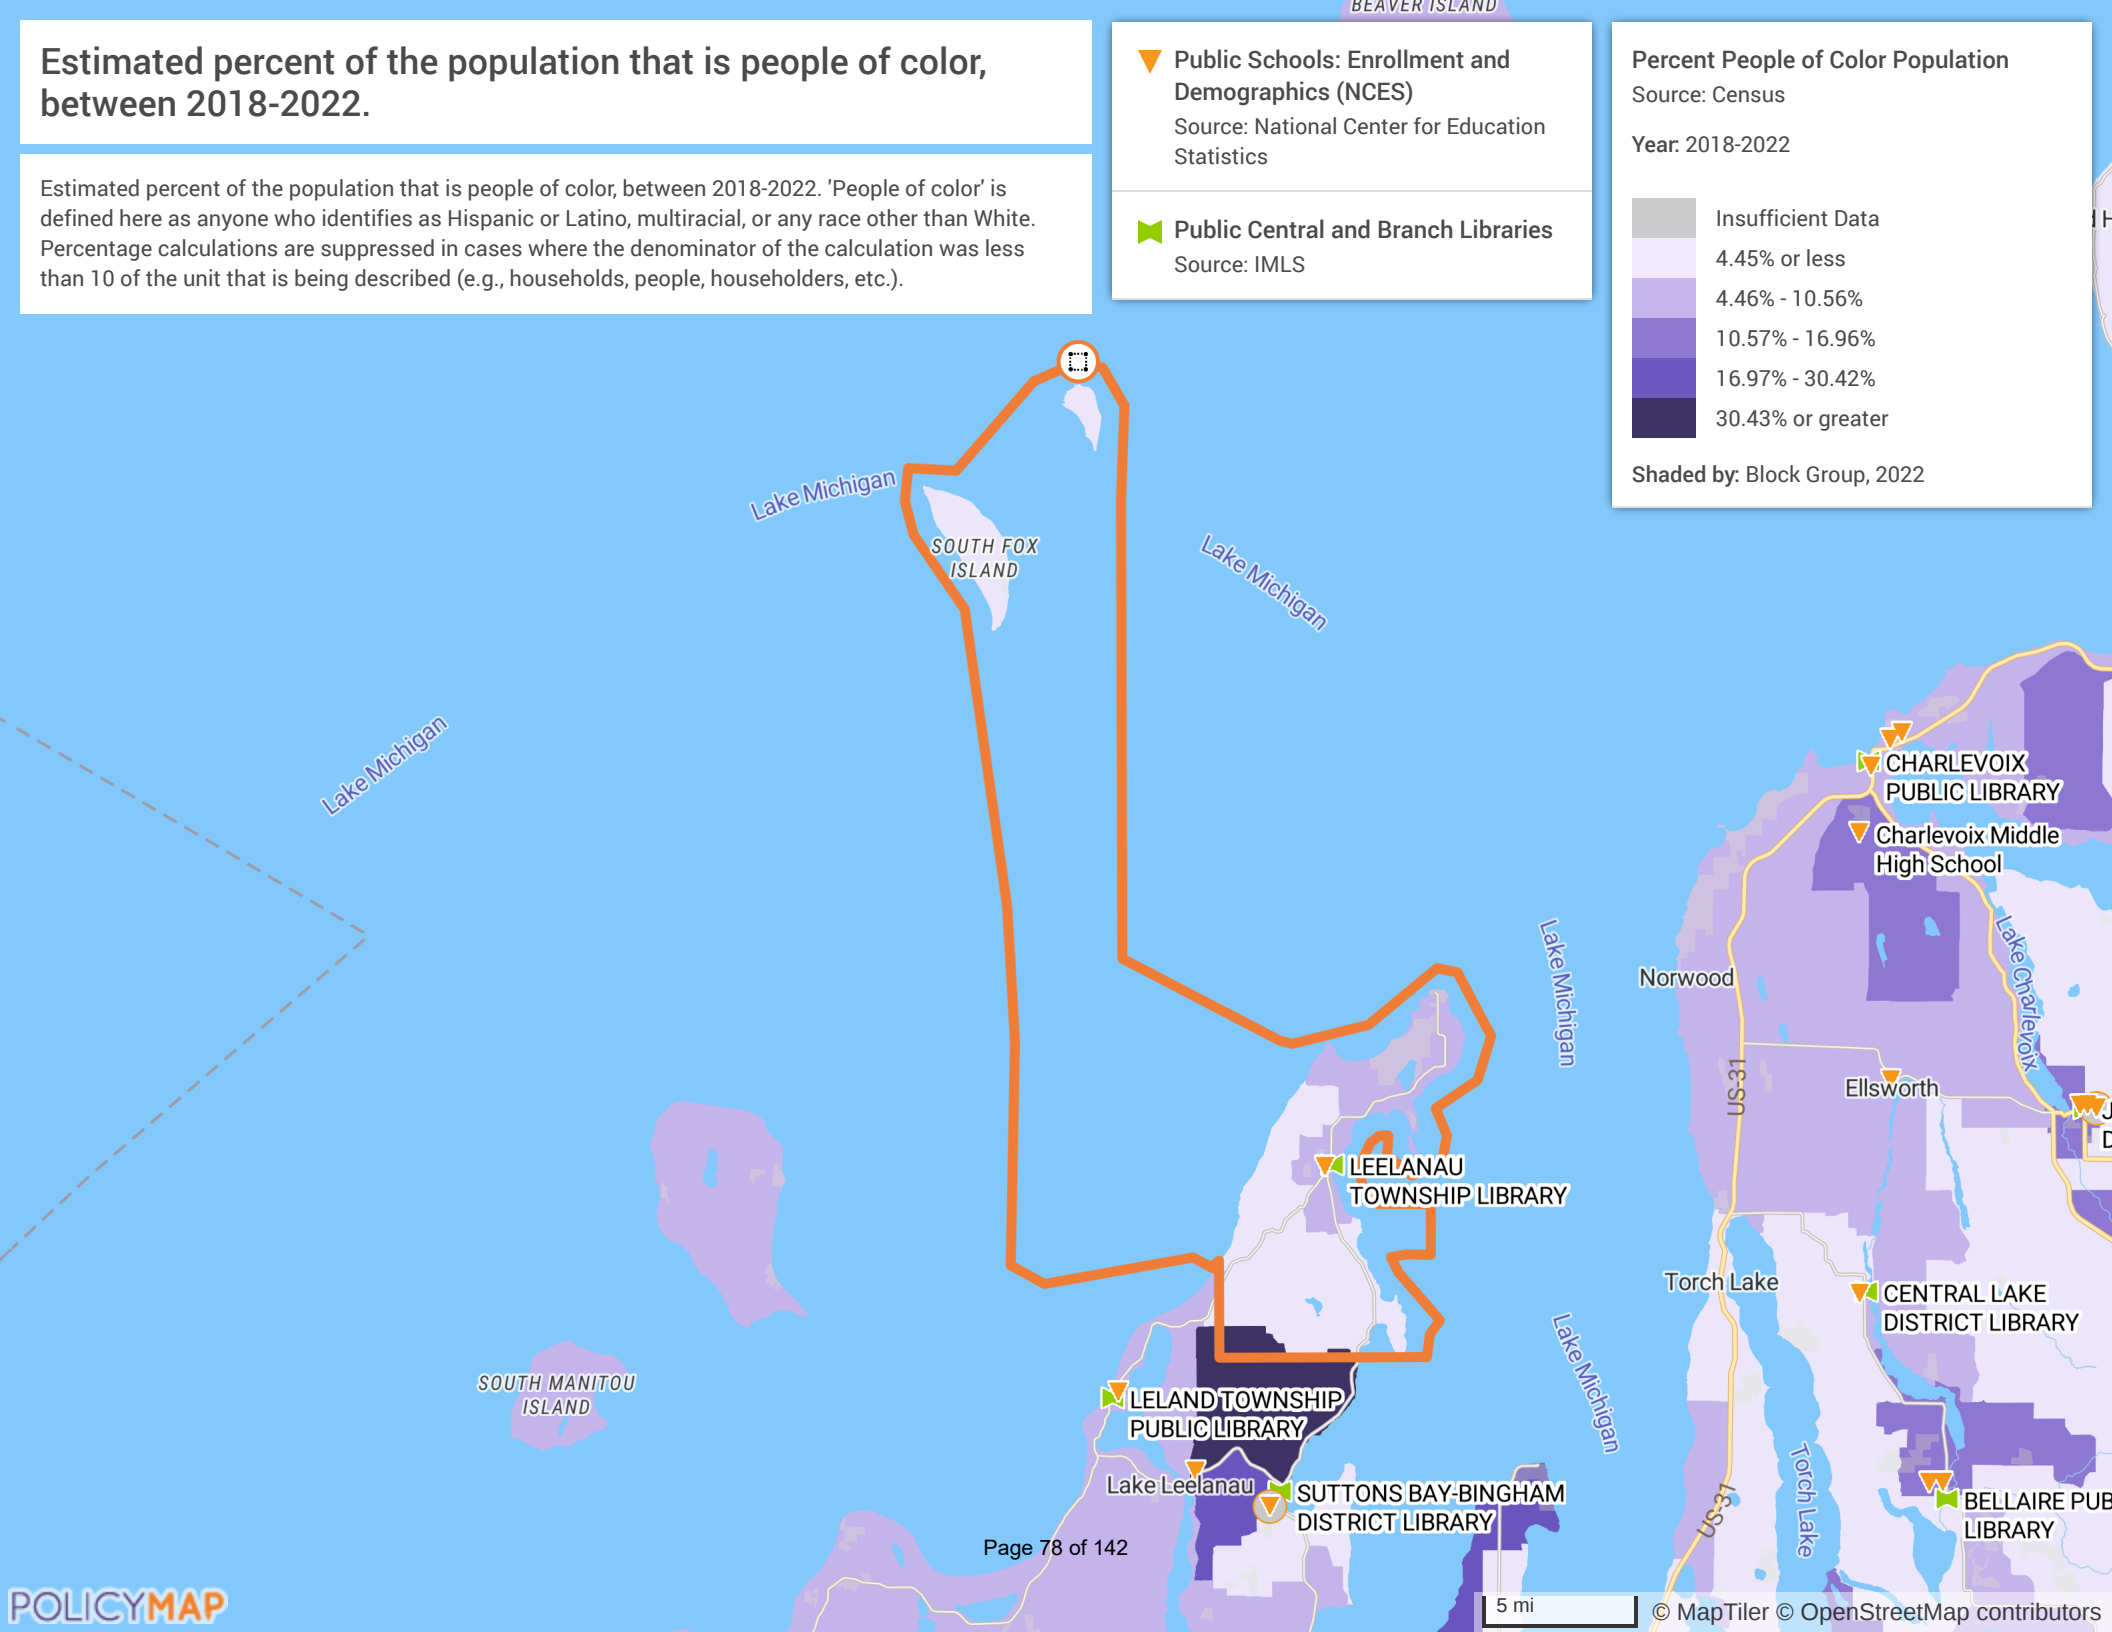 BEAVER ISLAND
Estimated percent of the population that is people of color,
between 2018-2022.
Estimated percent of the population that is people of color, between 2018-2022. 'People of color' is
defined here as anyone who identifies as Hispanic or Latino, multiracial, or any race other than White.
Percentage calculations are suppressed in cases where the denominator of the calculation was less
than 10 of the unit that is being described (e.g., households, people, householders, etc.).
Public Schools: Enrollment and
Demographics (NCES)
Source: National Center for Education
Statistics
Public Central and Branch Libraries
Source: IMLS
Percent People of Color Population
Source: Census
Year: 2018-2022
Insufficient Data
4.45% or less
4.46% - 10.56%
10.57% - 16.96%
16.97% - 30.42%
30.43% or greater
Shaded by: Block Group, 2022
Lake Michigan
SOUTH FOX
ISLAND
Lake Michigan
Lake Michigan
CHARLEVOIX
PUBLIC LIBRARY
Charlevoix Middle
High School
Lake Michigan
Lake Charlevoix
Norwood
US-31
Ellsworth
LEELANAU
TOWNSHIP LIBRARY
Torch Lake
CENTRAL LAKE
DISTRICT LIBRARY
Lake Michigan
SOUTH MANITOU
ISLAND
LELAND TOWNSHIP
PUBLIC LIBRARY
Lake Leelanau
SUTTONS BAY-BINGHAM
DISTRICT LIBRARY
US-31
Torch Lake
BELLAIRE PUB
LIBRARY
Page 78 of 142
POLICYMAP
5 mi
© MapTiler © OpenStreetMap contributors